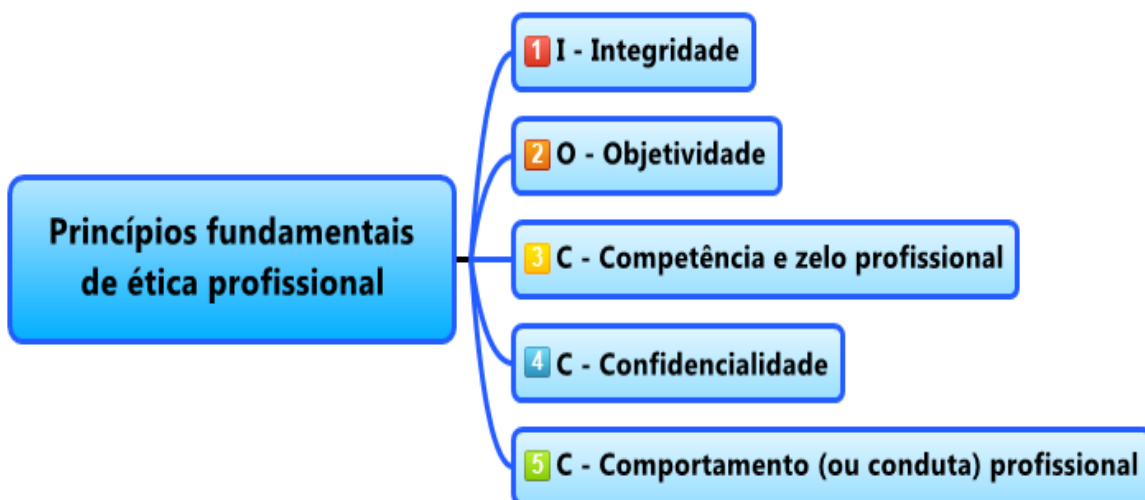 Princípios fundamentais
de ética profissional
1 I - Integridade
2 O - Objetividade
3 C - Competência e zelo profissional
4 C - Confidencialidade
5 C - Comportamento (ou conduta) profissional